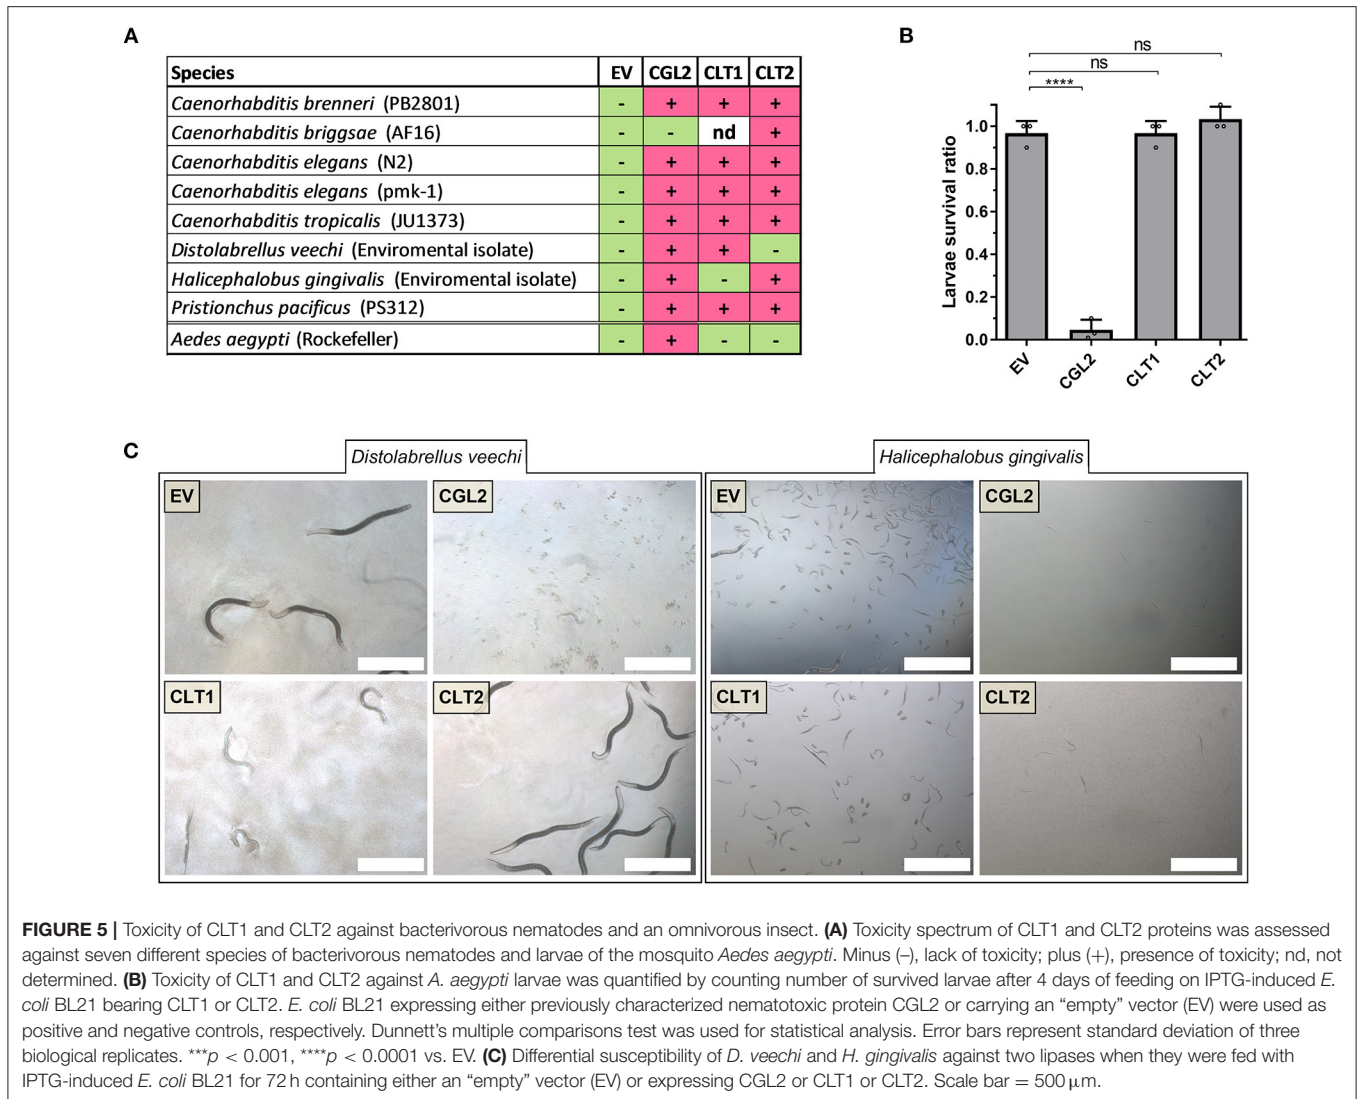 A
Species EV CGL2 CLT1 CLT2
Caenorhabditis brenneri (PB2801) - + + +
Caenorhabditis briggsae (AF16) - - nd +
Caenorhabditis elegans (N2) - + + +
Caenorhabditis elegans (pmk-1) - + + +
Caenorhabditis tropicalis (JU1373) - + + +
Distolabrellus veechi (Enviromental isolate) - + + -
Halicephalobus gingivalis (Enviromental isolate) - + - +
Pristionchus pacificus (PS312) - + + +
Aedes aegypti (Rockefeller) - + - -
B
ns
ns
****
Larvae survival ratio
1.0
0.8
0.6
0.4
0.2
0.0
EV CGL2 CLT1 CLT2
C
Distolabrellus veechi Halicephalobus gingivalis
EV CGL2 EV CGL2
CLT1 CLT2 CLT1 CLT2
FIGURE 5 | Toxicity of CLT1 and CLT2 against bacterivorous nematodes and an omnivorous insect. (A) Toxicity spectrum of CLT1 and CLT2 proteins was assessed
against seven different species of bacterivorous nematodes and larvae of the mosquito Aedes aegypti. Minus (–), lack of toxicity; plus (+), presence of toxicity; nd, not
determined. (B) Toxicity of CLT1 and CLT2 against A. aegypti larvae was quantified by counting number of survived larvae after 4 days of feeding on IPTG-induced E.
coli BL21 bearing CLT1 or CLT2. E. coli BL21 expressing either previously characterized nematotoxic protein CGL2 or carrying an “empty” vector (EV) were used as
positive and negative controls, respectively. Dunnett’s multiple comparisons test was used for statistical analysis. Error bars represent standard deviation of three
biological replicates. ***p < 0.001, ****p < 0.0001 vs. EV. (C) Differential susceptibility of D. veechi and H. gingivalis against two lipases when they were fed with
IPTG-induced E. coli BL21 for 72 h containing either an “empty” vector (EV) or expressing CGL2 or CLT1 or CLT2. Scale bar = 500 μm.